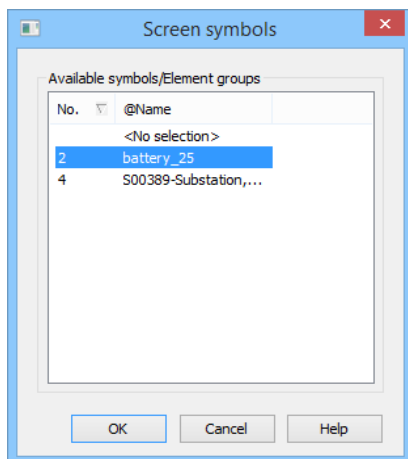 Screen symbols
Available symbols/Element groups
No. @Name
<No selection>
2 battery_25
4 S00389-Substation,...
OK Cancel Help